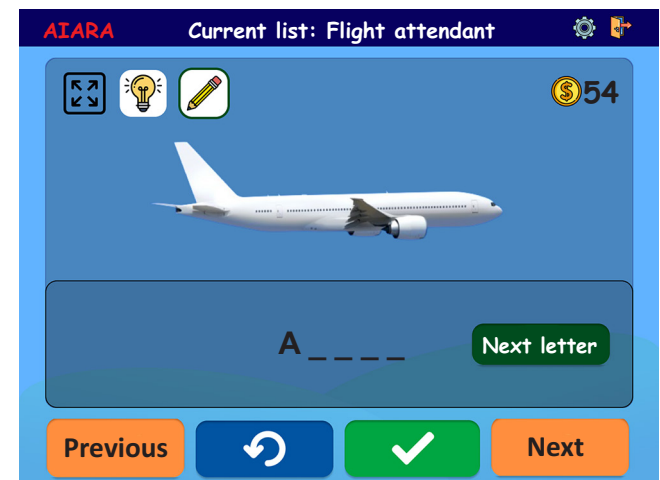 AIARA Current list: Flight attendant
54
A _ _ _ _
Next letter
Previous Next